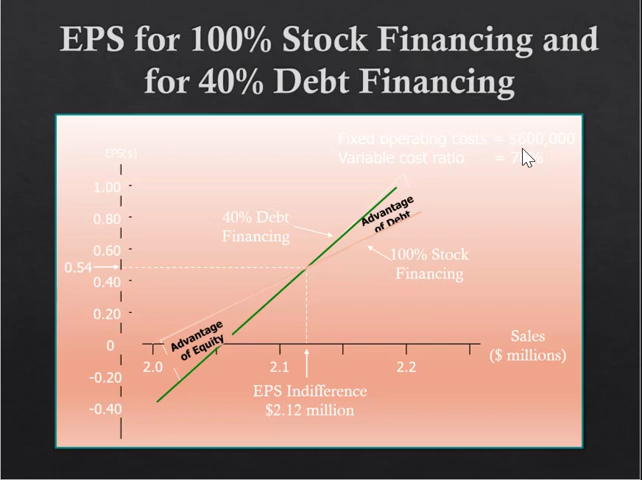 EPS for 100% Stock Financing and
for 40% Debt Financing
Fixed operating costs = $600,000
Variable cost ratio =
EPS($)
1.00
0.80
40% Debt
Financing
Advantage
of Debt
0.60
100% Stock
Financing
0.54
0.40
0.20
Advantage
of Equity
0
2.0
2.1
2.2
Sales
($ millions)
-0.20
-0.40
EPS Indifference
$2.12 million